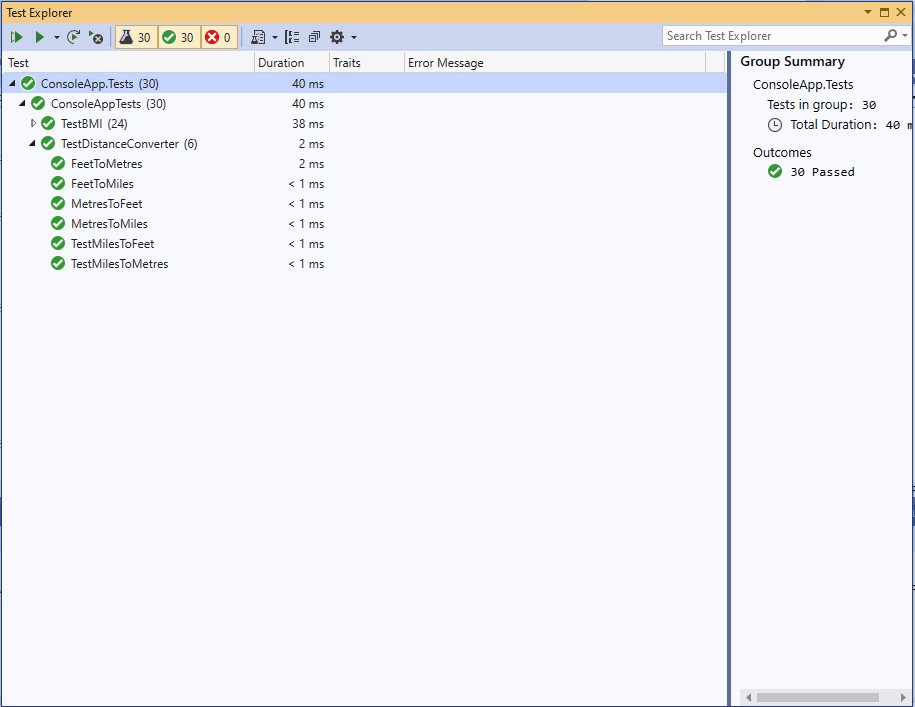 Test Explorer
30 30 0 Search Test Explorer
Test Duration Traits Error Message
ConsoleApp.Tests (30) 40 ms
ConsoleAppTests (30) 40 ms
TestBMI (24) 38 ms
TestDistanceConverter (6) 2 ms
FeetToMetres 2 ms
FeetToMiles < 1 ms
MetresToFeet < 1 ms
MetresToMiles < 1 ms
TestMilesToFeet < 1 ms
TestMilesToMetres < 1 ms
Group Summary
ConsoleApp.Tests
Tests in group: 30
Total Duration: 40 m
Outcomes
30 Passed